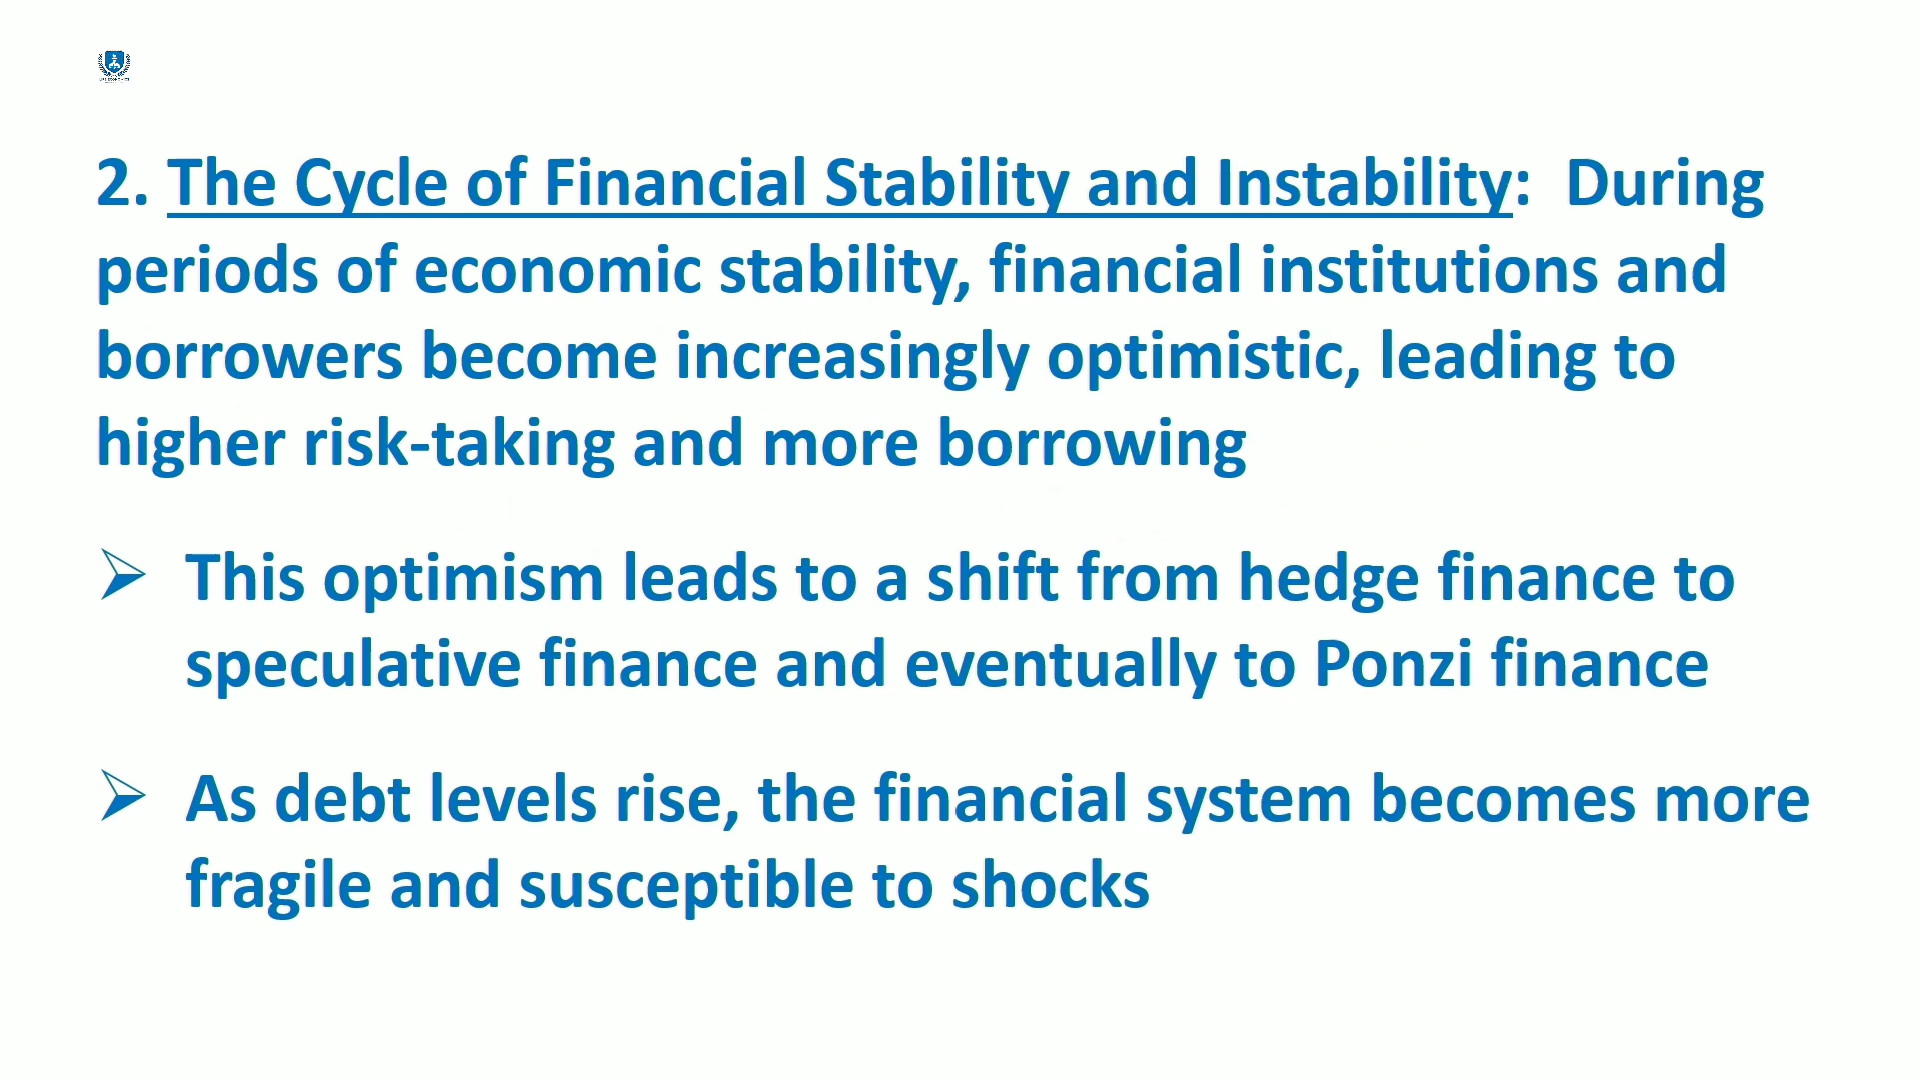 2. The Cycle of Financial Stability and Instability:  During
periods of economic stability, financial institutions and
borrowers become increasingly optimistic, leading to
higher risk-taking and more borrowing
This optimism leads to a shift from hedge finance to
speculative finance and eventually to Ponzi finance
As debt levels rise, the financial system becomes more
fragile and susceptible to shocks